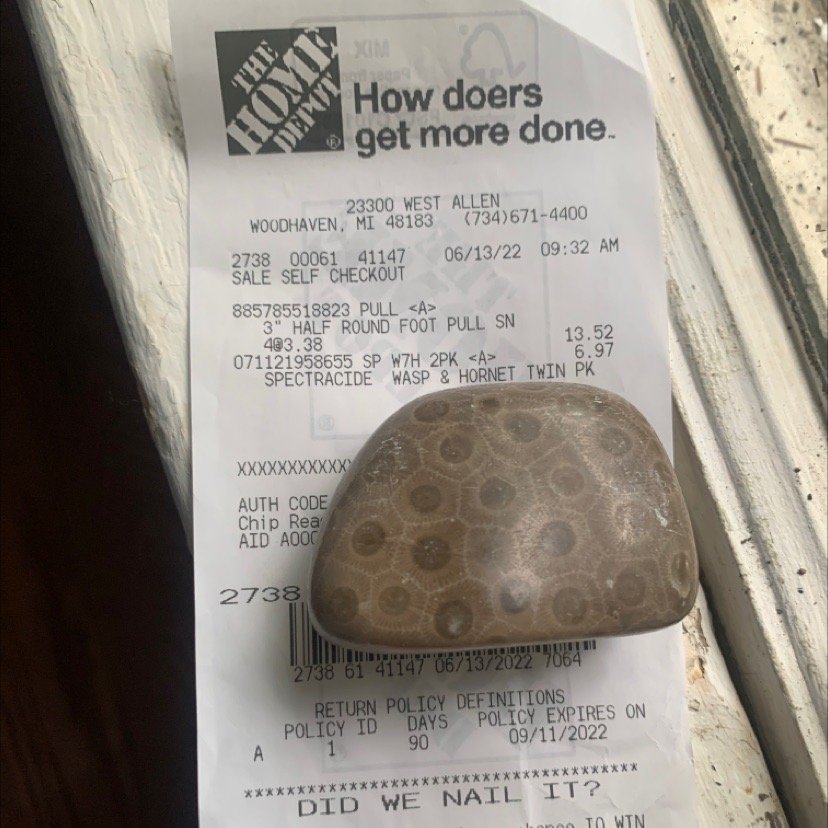 THE
HOME
DEPOT
How doers
get more done™
23300 WEST ALLEN
WOODHAVEN, MI 48183 (734)671-4400
2738 00061 41147 06/13/22 09:32 AM
SALE SELF CHECKOUT
885785518823 PULL <A>
3" HALF ROUND FOOT PULL SN
4@3.38 13.52
071121958655 SP W7H 2PK <A> 6.97
SPECTRACIDE WASP & HORNET TWIN PK
XXXXXXXXXXX
AUTH CODE
Chip Rea
AID A000
2738
2738 61 41147 06/13/2022 7064
RETURN POLICY DEFINITIONS
POLICY ID DAYS POLICY EXPIRES ON
A 1 90 09/11/2022
****************************************
DID WE NAIL IT?
TO WIN